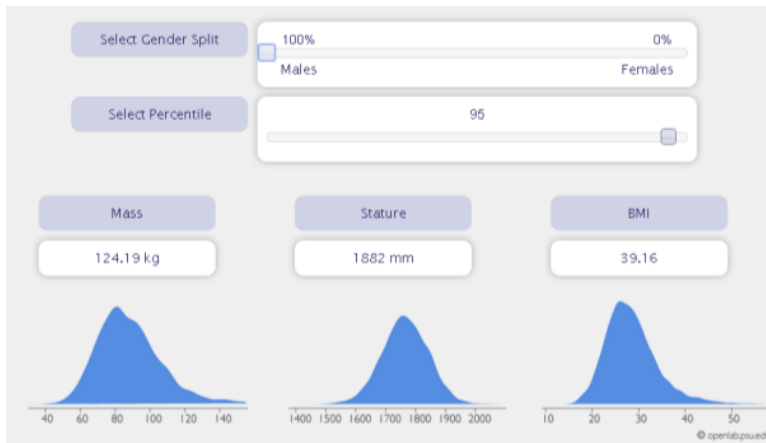 Select Gender Split
100% 0%
Males Females
Select Percentile
95
Mass Stature BMI
124.19 kg 1882 mm 39.16
40 60 80 100 120 140
1400 1500 1600 1700 1800 1900 2000
10 20 30 40 50
© openlab.psu.ed